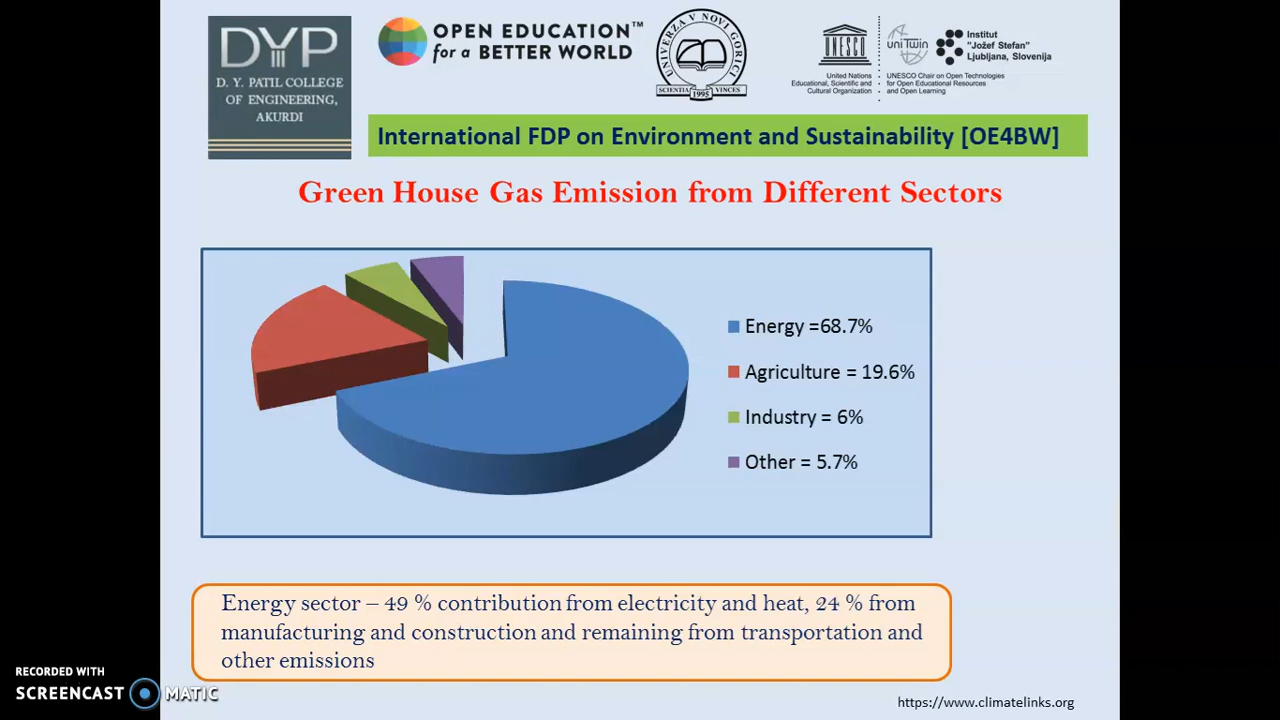 DYP
D. Y. PATIL COLLEGE
OF ENGINEERING,
AKURDI
OPEN EDUCATION™
for a BETTER WORLD
UNIVERZA V NOVI GORICI
SCIENTIA VINCES
1995
UNESCO
United Nations
Educational, Scientific and
Cultural Organization
uniTwin
Institut
"Jožef Stefan"
Ljubljana, Slovenija
UNESCO Chair on Open Technologies
for Open Educational Resources
and Open Learning
International FDP on Environment and Sustainability [OE4BW]
Green House Gas Emission from Different Sectors
Energy =68.7%
Agriculture = 19.6%
Industry = 6%
Other = 5.7%
Energy sector – 49 % contribution from electricity and heat, 24 % from
manufacturing and construction and remaining from transportation and
other emissions
https://www.climatelinks.org
RECORDED WITH
SCREENCAST MATIC